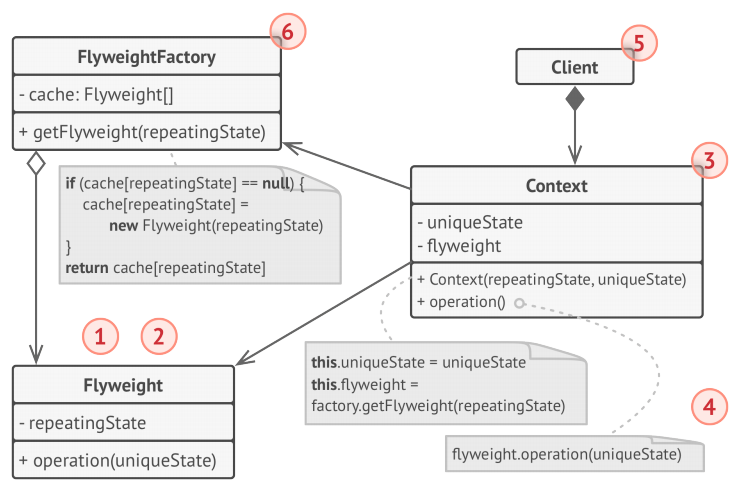 6
FlyweightFactory
- cache: Flyweight[]
+ getFlyweight(repeatingState)
if (cache[repeatingState] == null) {
cache[repeatingState] =
new Flyweight(repeatingState)
}
return cache[repeatingState]
5
Client
3
Context
- uniqueState
- flyweight
+ Context(repeatingState, uniqueState)
+ operation()
1
2
Flyweight
- repeatingState
+ operation(uniqueState)
this.uniqueState = uniqueState
this.flyweight =
factory.getFlyweight(repeatingState)
4
flyweight.operation(uniqueState)